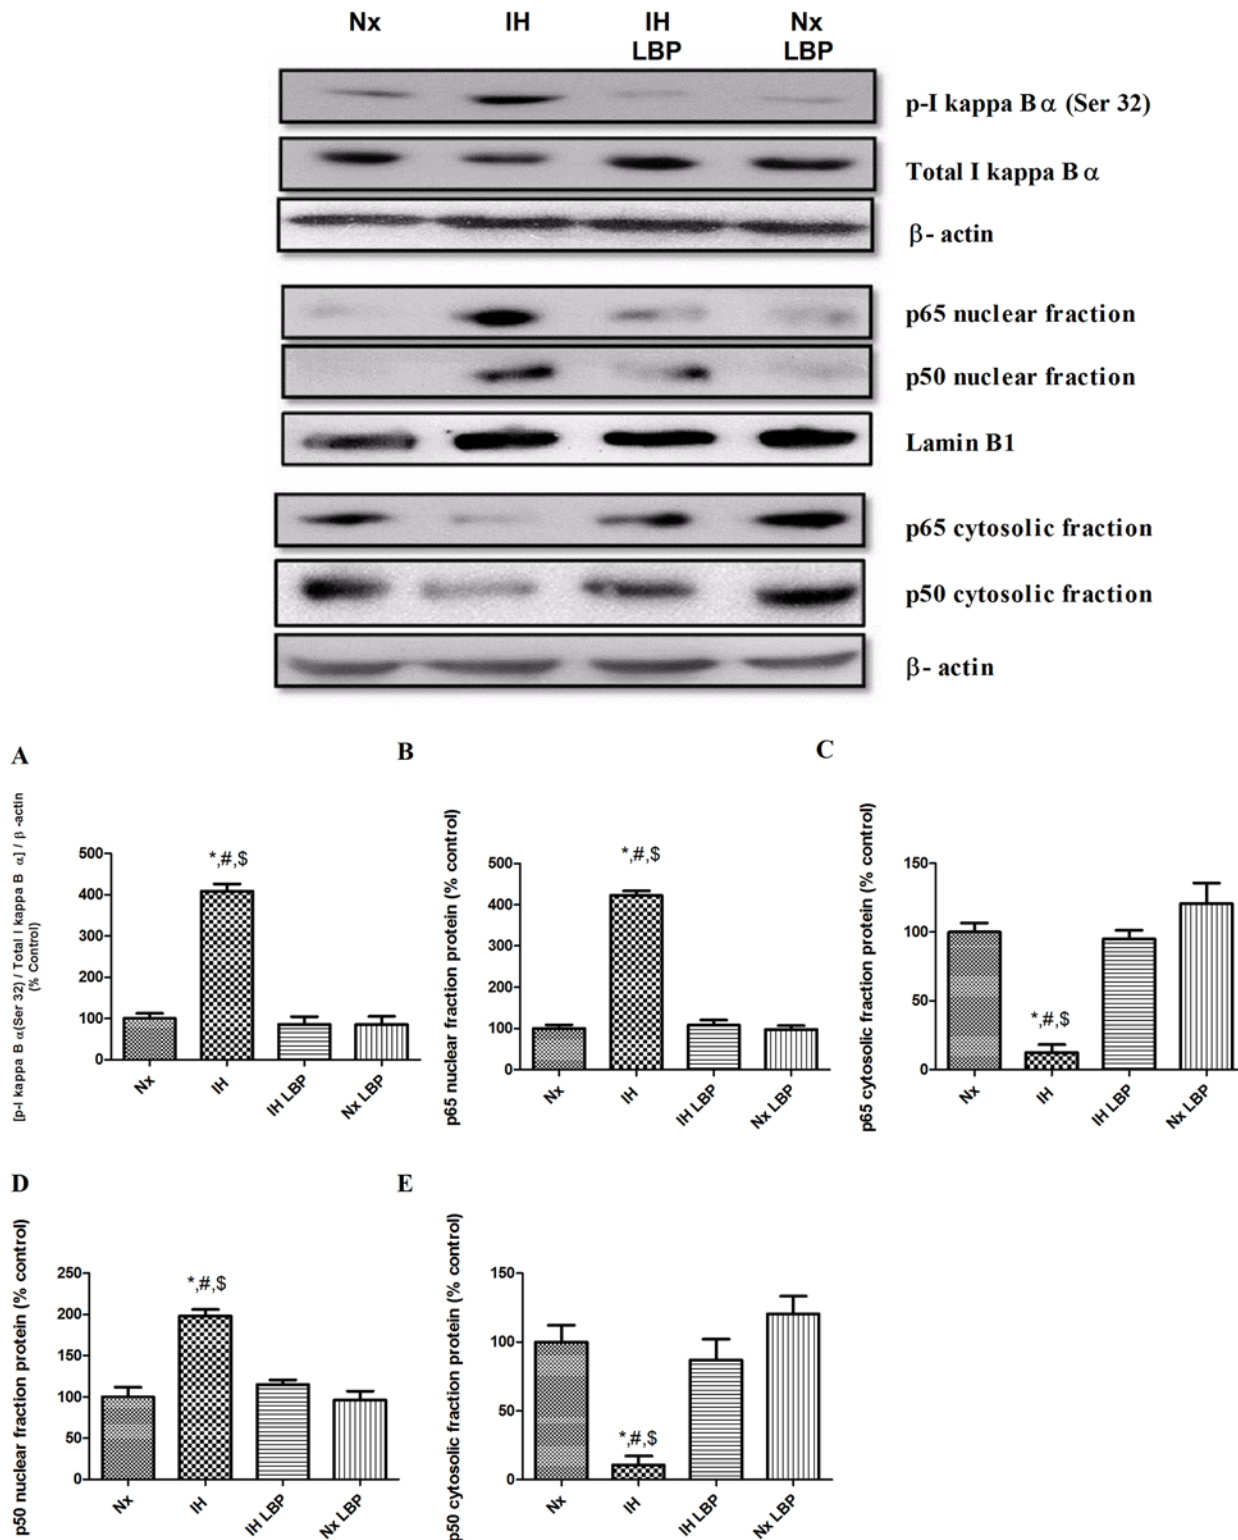 Nx IH IH Nx
LBP LBP
p-I kappa B α (Ser 32)
Total I kappa B α
β- actin
p65 nuclear fraction
p50 nuclear fraction
Lamin B1
p65 cytosolic fraction
p50 cytosolic fraction
β- actin
A B C
[p-I kappa B α(Ser 32) / Total I kappa B α] / β -actin
(% Control)
500
400
300
200
100
0
*,#,$
Nx IH IH LBP Nx LBP
p65 nuclear fraction protein (% control)
500
400
300
200
100
0
*,#,$
Nx IH IH LBP Nx LBP
p65 cytosolic fraction protein (% control)
150
100
50
0
*,#,$
Nx IH IH LBP Nx LBP
D E
p50 nuclear fraction protein (% control)
250
200
150
100
50
0
*,#,$
Nx IH IH LBP Nx LBP
p50 cytosolic fraction protein (% control)
150
100
50
0
*,#,$
Nx IH IH LBP Nx LBP